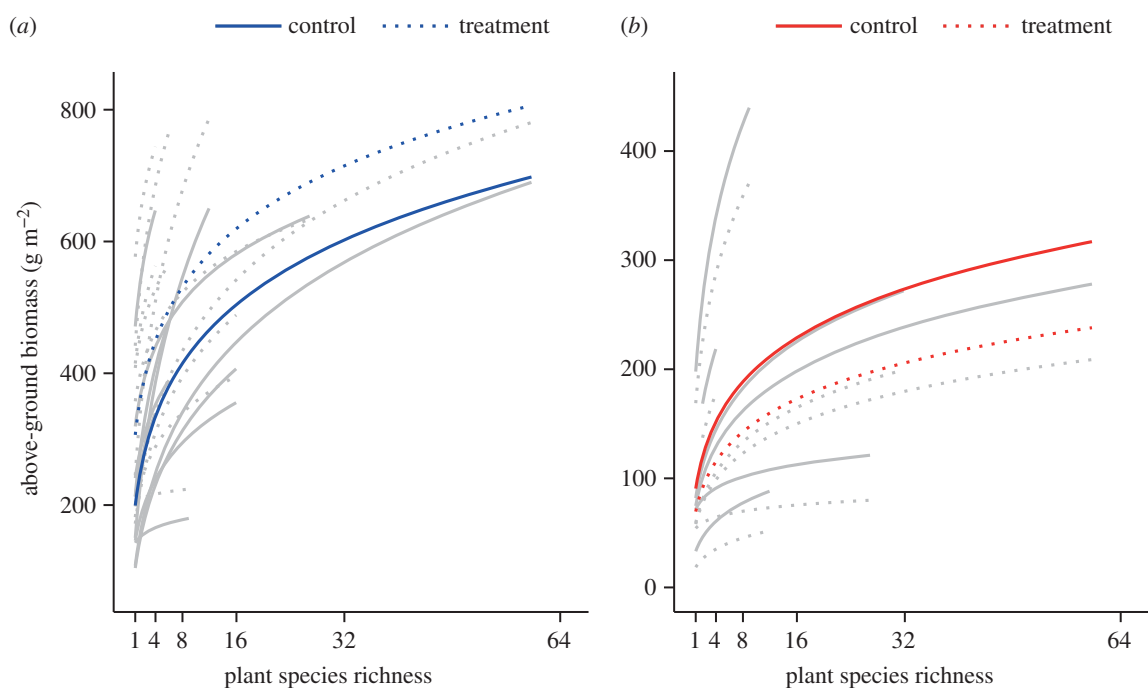 (a) control treatment
(b) control treatment
above-ground biomass (g m⁻²)
800
600
400
200
1 4 8 16 32 64
plant species richness
400
300
200
100
0
1 4 8 16 32 64
plant species richness